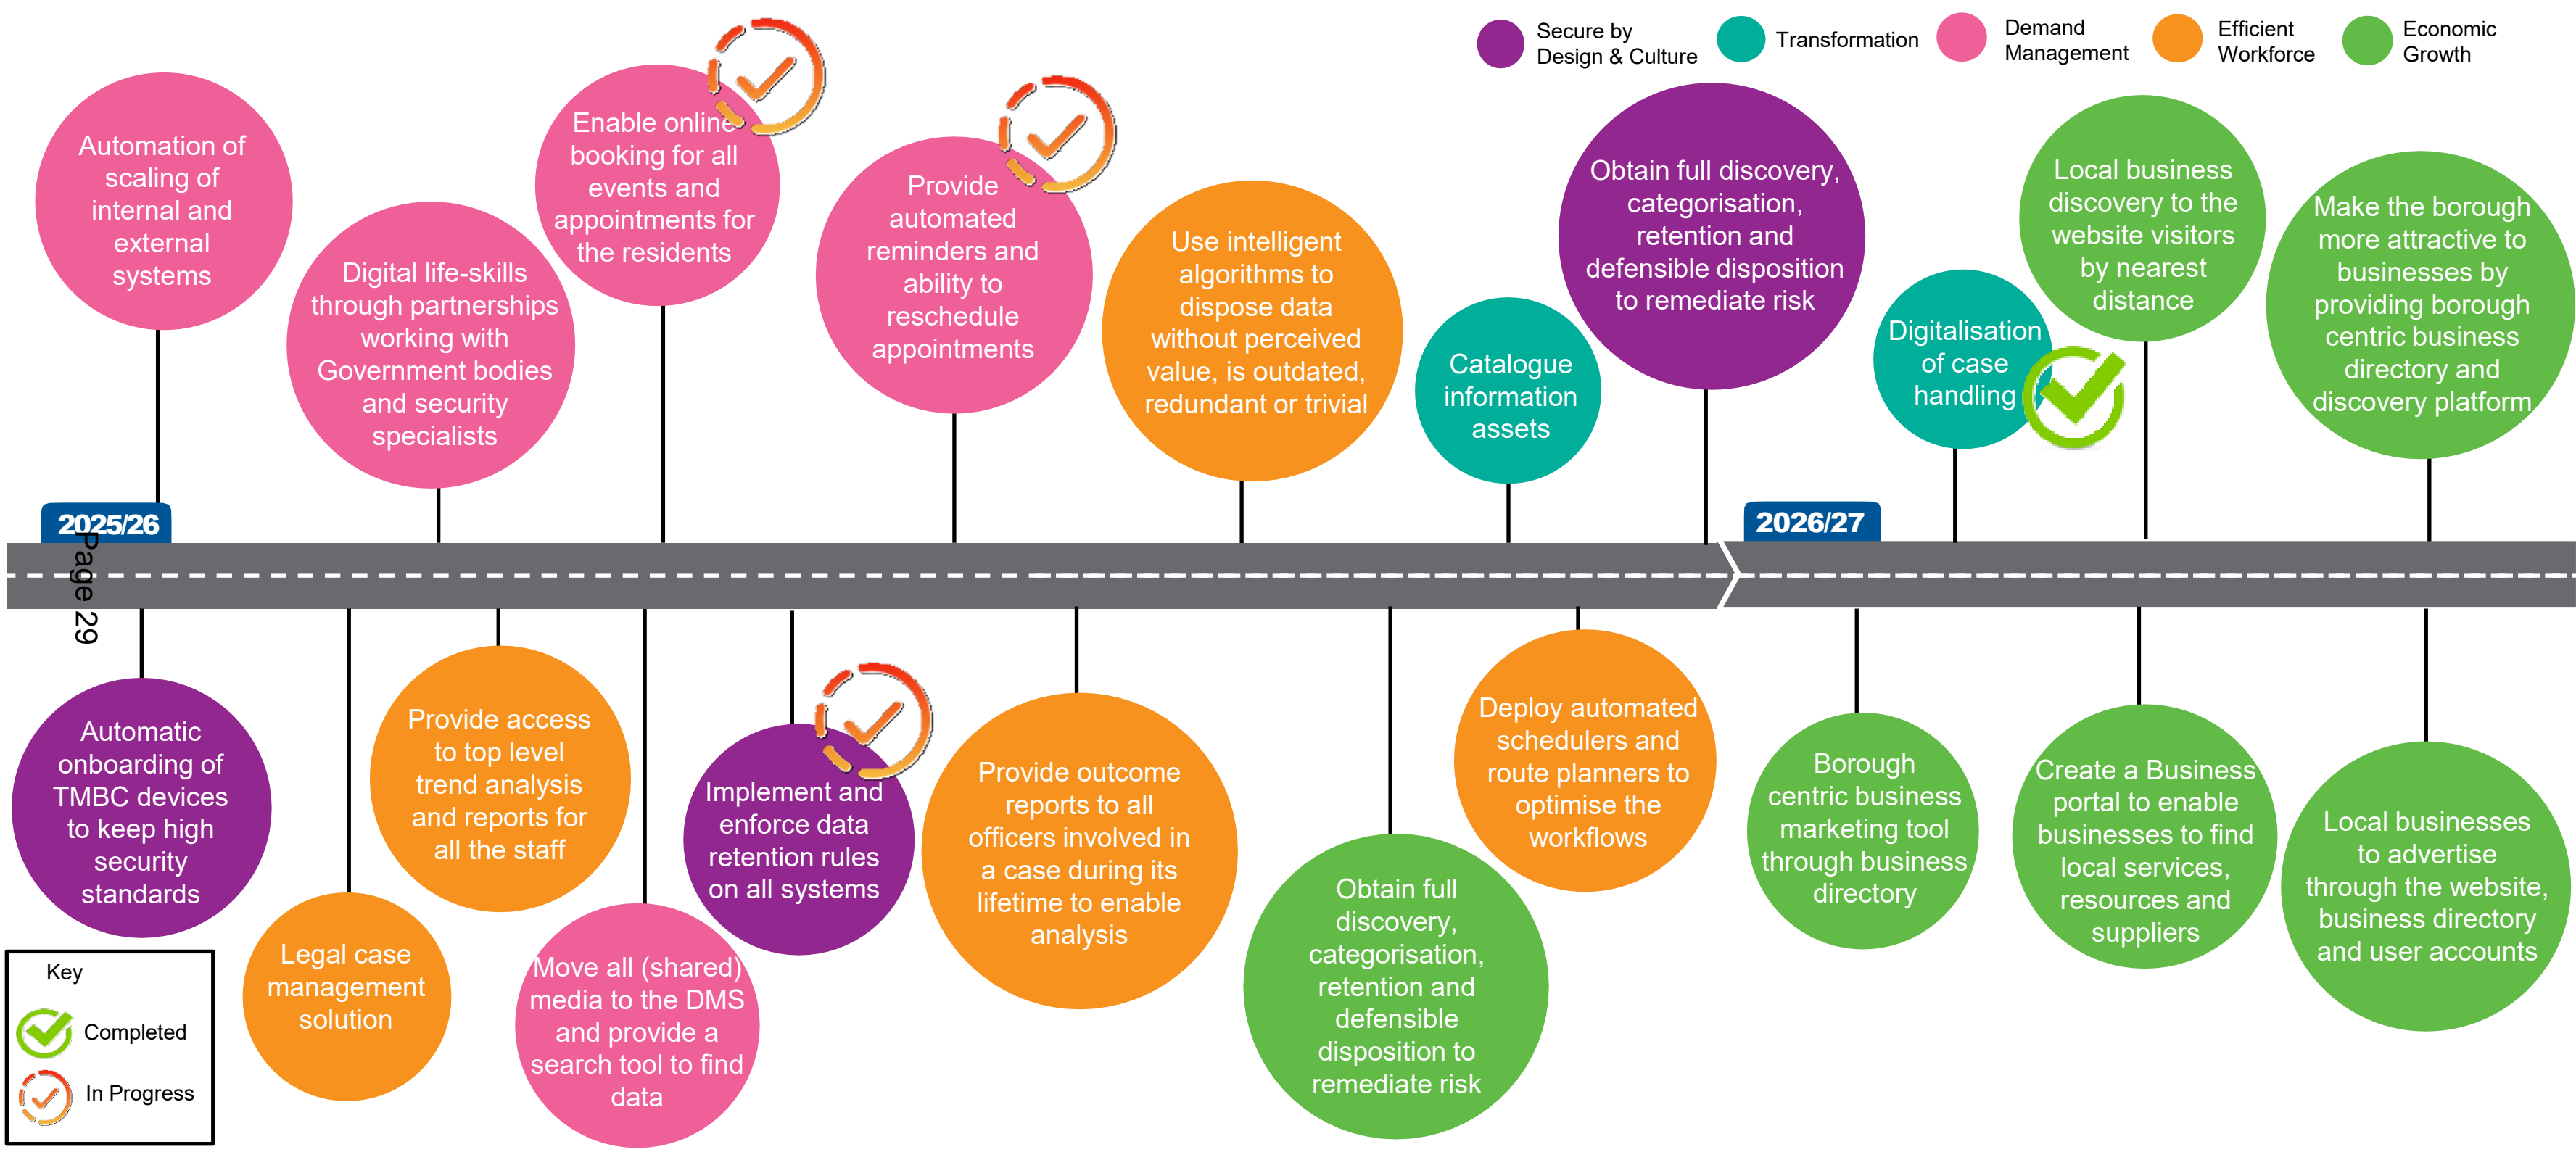 Secure by
Design & Culture
Transformation
Demand
Management
Efficient
Workforce
Economic
Growth
Automation of
scaling of
internal and
external
systems
Digital life-skills
through partnerships
working with
Government bodies
and security
specialists
Enable online
booking for all
events and
appointments for
the residents
Provide
automated
reminders and
ability to
reschedule
appointments
Use intelligent
algorithms to
dispose data
without perceived
value, is outdated,
redundant or trivial
Catalogue
information
assets
Obtain full discovery,
categorisation,
retention and
defensible disposition
to remediate risk
Digitalisation
of case
handling
Local business
discovery to the
website visitors
by nearest
distance
Make the borough
more attractive to
businesses by
providing borough
centric business
directory and
discovery platform
2025/26
2026/27
Page 29
Automatic
onboarding of
TMBC devices
to keep high
security
standards
Legal case
management
solution
Provide access
to top level
trend analysis
and reports for
all the staff
Move all (shared)
media to the DMS
and provide a
search tool to find
data
Implement and
enforce data
retention rules
on all systems
Provide outcome
reports to all
officers involved in
a case during its
lifetime to enable
analysis
Obtain full
discovery,
categorisation,
retention and
defensible
disposition to
remediate risk
Deploy automated
schedulers and
route planners to
optimise the
workflows
Borough
centric business
marketing tool
through business
directory
Create a Business
portal to enable
businesses to find
local services,
resources and
suppliers
Local businesses
to advertise
through the website,
business directory
and user accounts
Key
Completed
In Progress